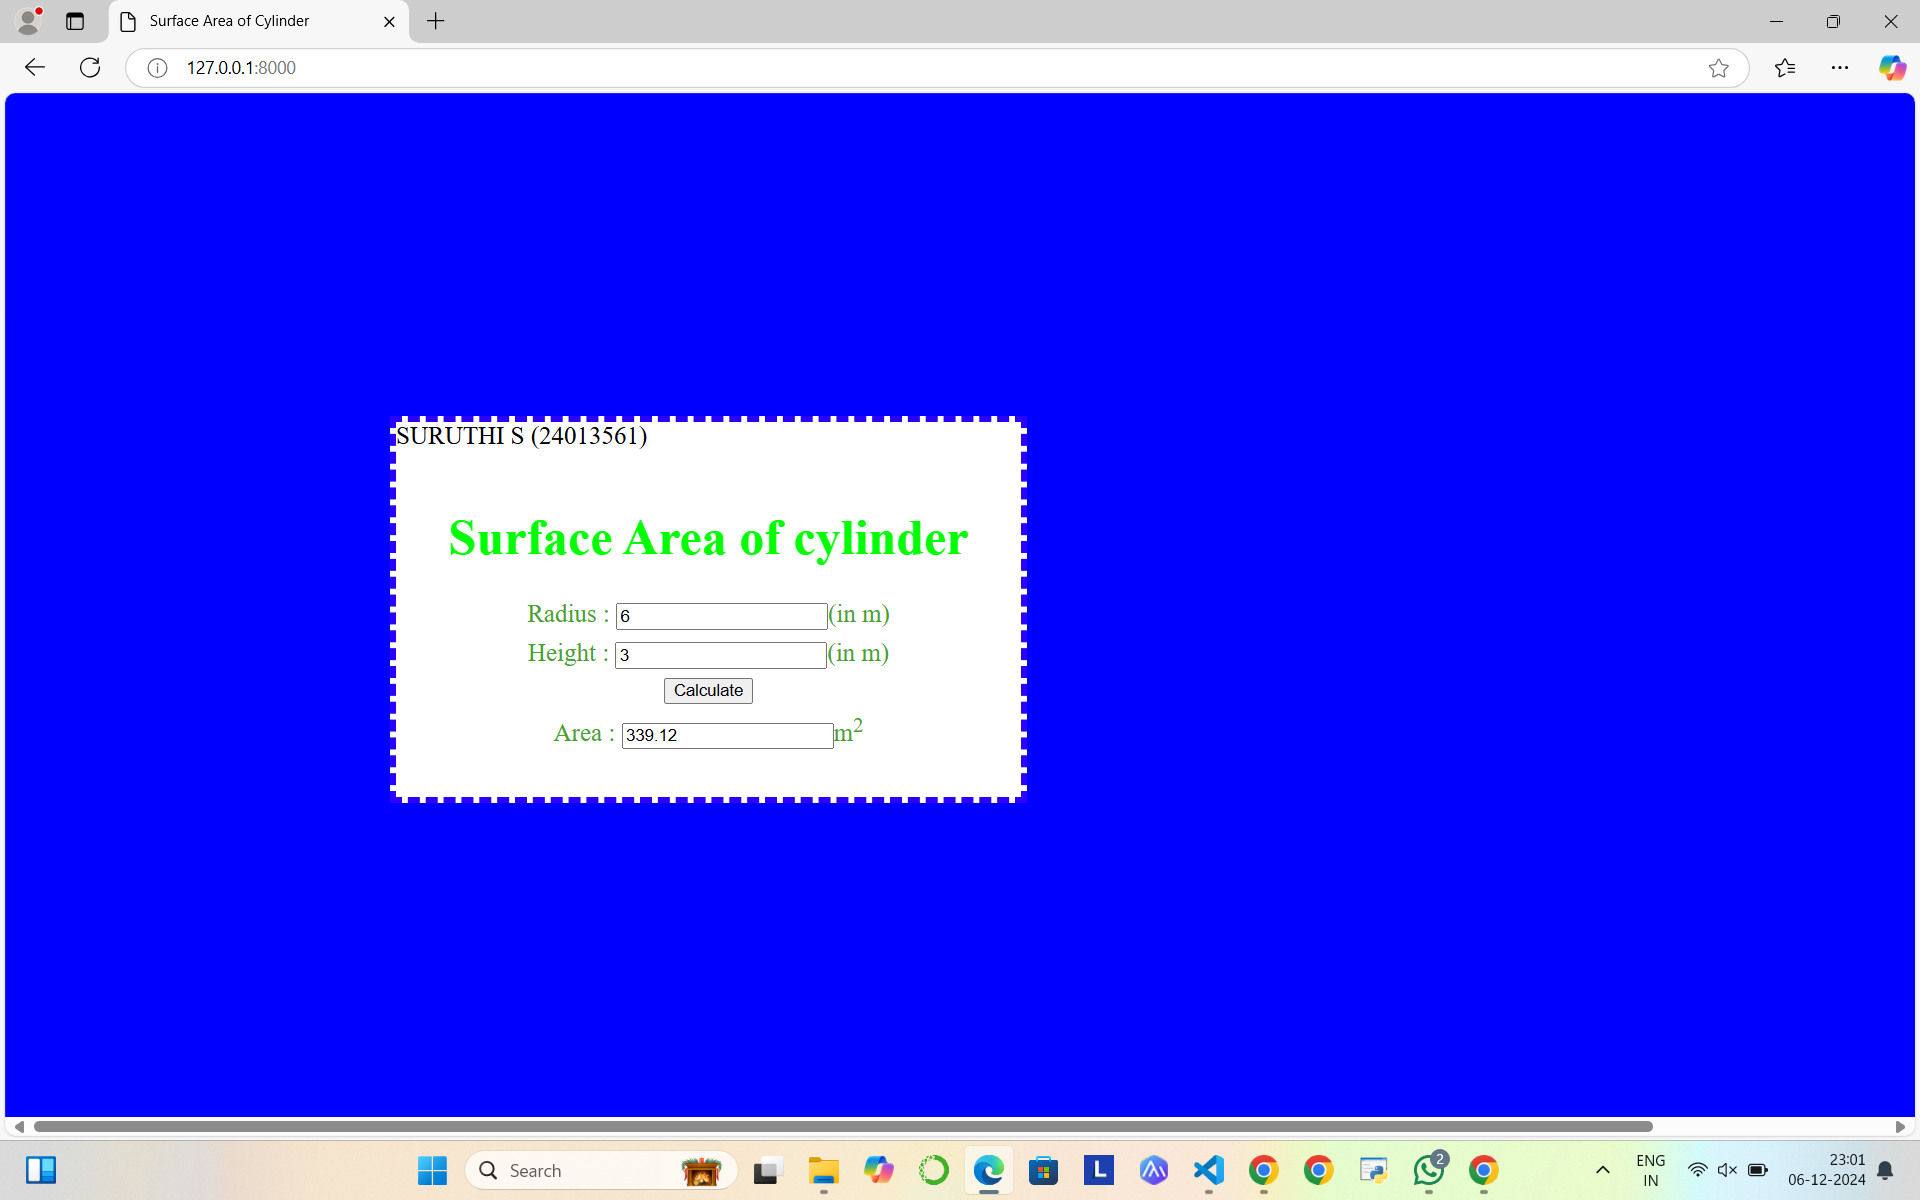 Surface Area of Cylinder
127.0.0.1:8000
SURUTHI S (24013561)
Surface Area of cylinder
Radius : 6 (in m)
Height : 3 (in m)
Calculate
Area : 339.12 m²
Search
L
2
ENG
IN
23:01
06-12-2024